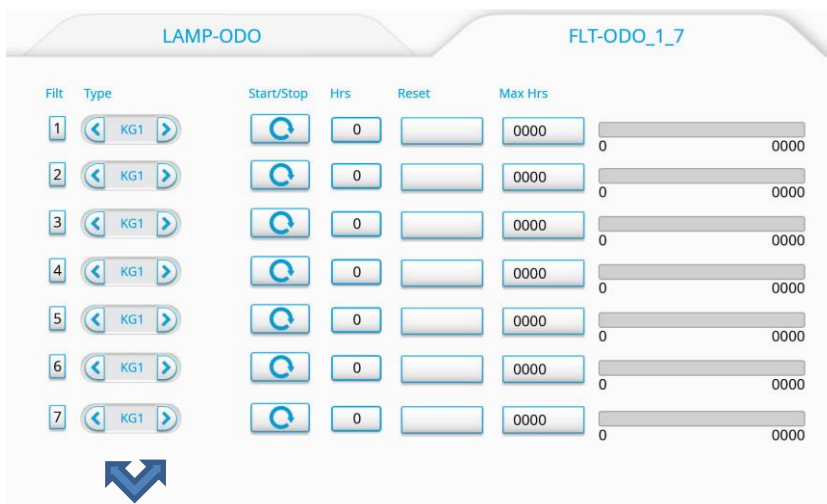 LAMP-ODO FLT-ODO_1_7
Filt Type Start/Stop Hrs Reset Max Hrs
1 KG1 0 0000
0 0000
2 KG1 0 0000
0 0000
3 KG1 0 0000
0 0000
4 KG1 0 0000
0 0000
5 KG1 0 0000
0 0000
6 KG1 0 0000
0 0000
7 KG1 0 0000
0 0000